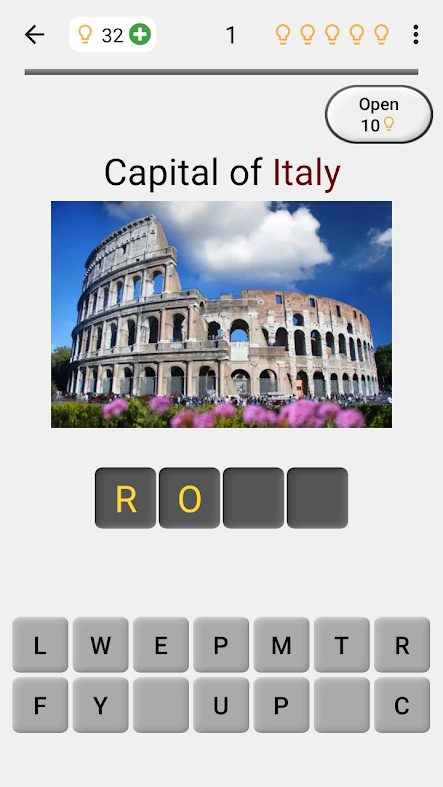 32 1
Open
10
Capital of Italy
R O
L W E P M T R
F Y U P C